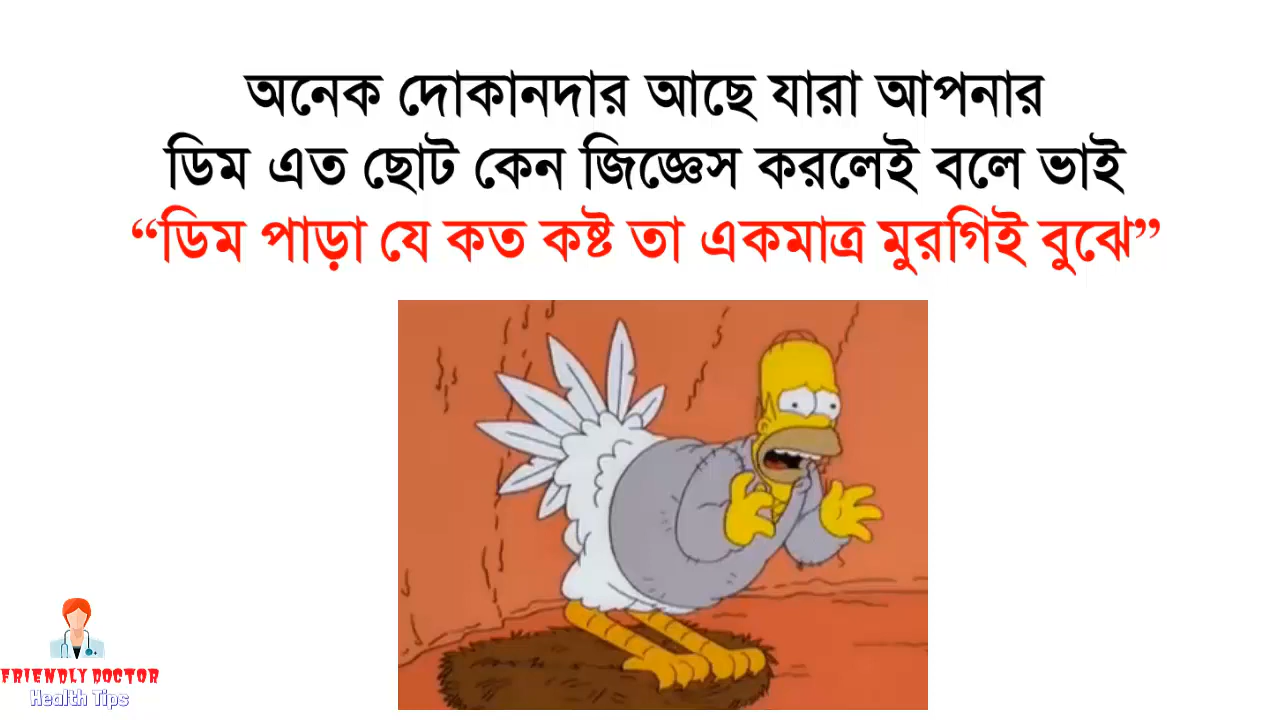 অনেক দোকানদার আছে যারা আপনার
ডিম এত ছোট কেন জিজ্ঞেস করলেই বলে ভাই
“ডিম পাড়া যে কত কষ্ট তা একমাত্র মুরগিই বুঝে”
FRIENDLY DOCTOR
Health Tips